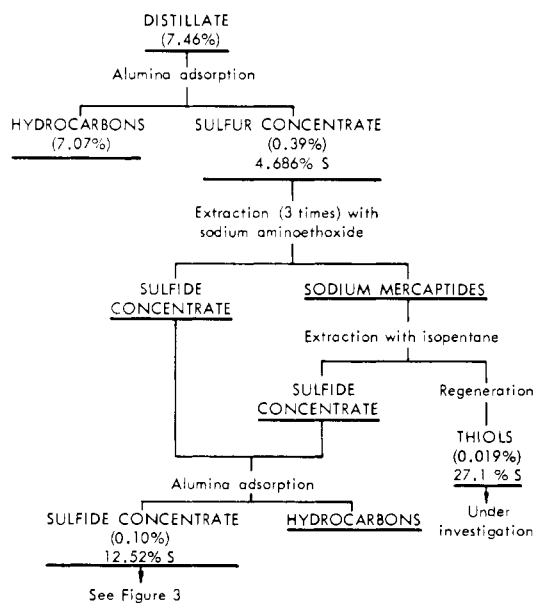 DISTILLATE
(7.46%)
Alumina adsorption
HYDROCARBONS
(7.07%)
SULFUR CONCENTRATE
(0.39%)
4.686% S
Extraction (3 times) with
sodium aminoethoxide
SULFIDE
CONCENTRATE
SODIUM MERCAPTIDES
Extraction with isopentane
SULFIDE
CONCENTRATE
Regeneration
THIOLS
(0.019%)
27.1 % S
Under
investigation
Alumina adsorption
SULFIDE CONCENTRATE
(0.10%)
12.52% S
HYDROCARBONS
See Figure 3